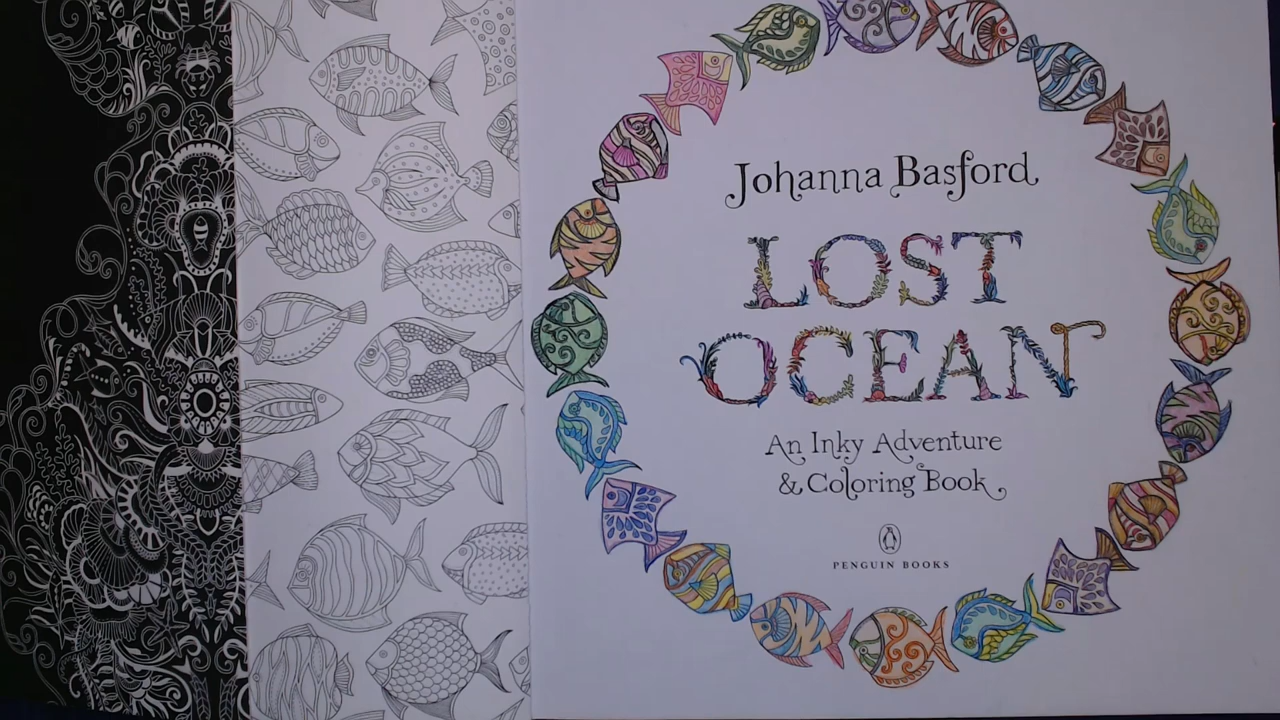 Johanna Basford
LOST
OCEAN
An Inky Adventure
& Coloring Book
PENGUIN BOOKS